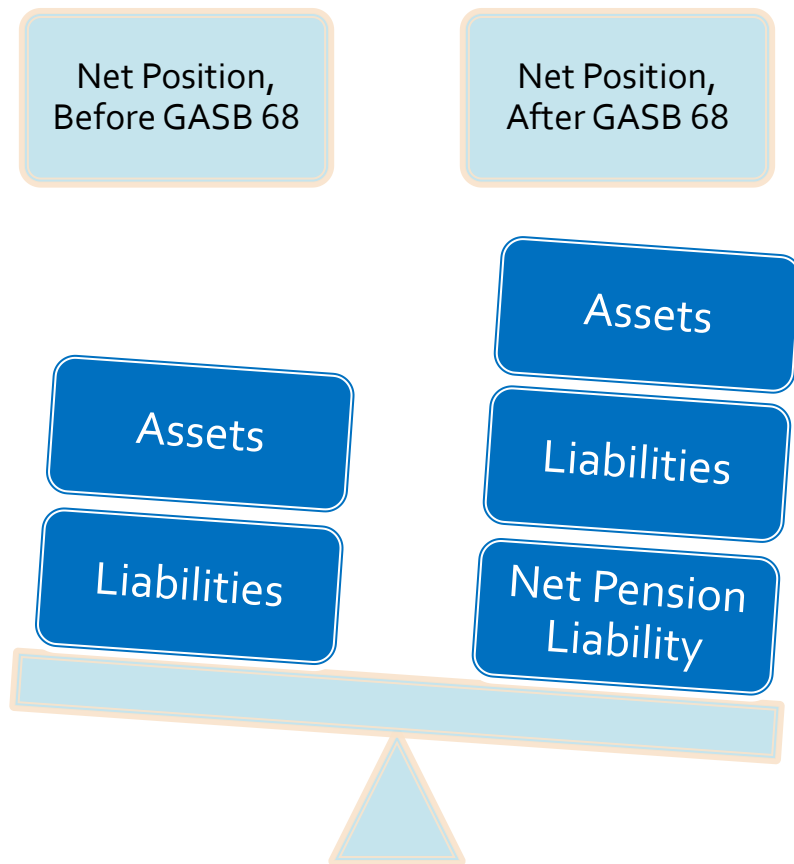 Net Position,
Before GASB 68
Net Position,
After GASB 68
Assets
Liabilities
Assets
Liabilities
Net Pension
Liability